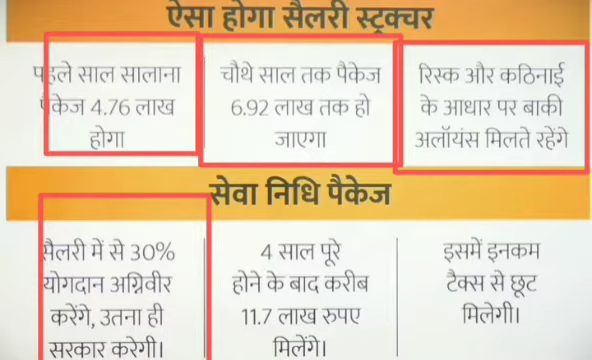 ऐसा होगा सैलरी स्ट्रक्चर
पहले साल सालाना
पैकेज 4.76 लाख
होगा
चौथे साल तक पैकेज
6.92 लाख तक हो
जाएगा
रिस्क और कठिनाई
के आधार पर बाकी
अलॉयंस मिलते रहेंगे
सेवा निधि पैकेज
सैलरी में से 30%
योगदान अग्निवीर
करेंगे, उतना ही
सरकार करेगी।
4 साल पूरे
होने के बाद करीब
11.7 लाख रुपए
मिलेंगे।
इसमें इनकम
टैक्स से छूट
मिलेगी।